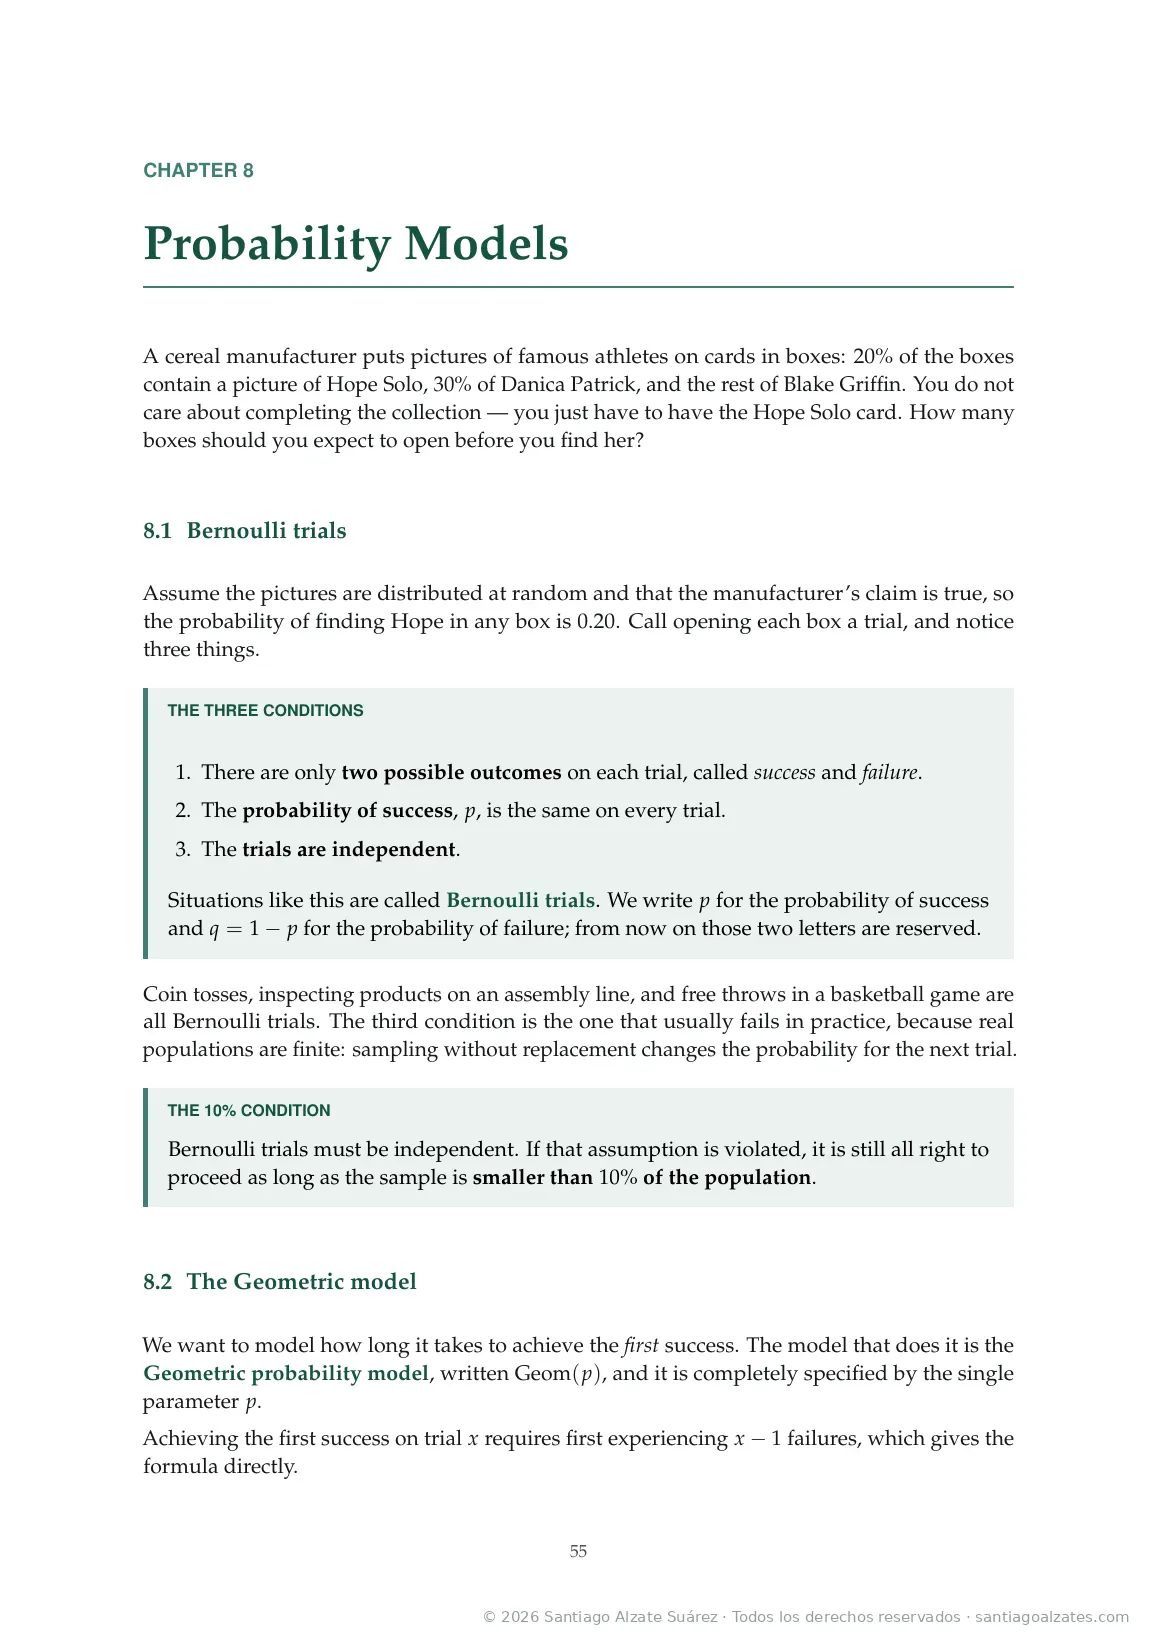 CHAPTER 8
Probability Models
A cereal manufacturer puts pictures of famous athletes on cards in boxes: 20% of the boxes
contain a picture of Hope Solo, 30% of Danica Patrick, and the rest of Blake Griffin. You do not
care about completing the collection — you just have to have the Hope Solo card. How many
boxes should you expect to open before you find her?
8.1 Bernoulli trials
Assume the pictures are distributed at random and that the manufacturer's claim is true, so
the probability of finding Hope in any box is 0.20. Call opening each box a trial, and notice
three things.
THE THREE CONDITIONS
1. There are only two possible outcomes on each trial, called success and failure.
2. The probability of success, p, is the same on every trial.
3. The trials are independent.
Situations like this are called Bernoulli trials. We write p for the probability of success
and q = 1 − p for the probability of failure; from now on those two letters are reserved.
Coin tosses, inspecting products on an assembly line, and free throws in a basketball game are
all Bernoulli trials. The third condition is the one that usually fails in practice, because real
populations are finite: sampling without replacement changes the probability for the next trial.
THE 10% CONDITION
Bernoulli trials must be independent. If that assumption is violated, it is still all right to
proceed as long as the sample is smaller than 10% of the population.
8.2 The Geometric model
We want to model how long it takes to achieve the first success. The model that does it is the
Geometric probability model, written Geom(p), and it is completely specified by the single
parameter p.
Achieving the first success on trial x requires first experiencing x − 1 failures, which gives the
formula directly.
55
© 2026 Santiago Alzate Suárez · Todos los derechos reservados · santiagoalzates.com